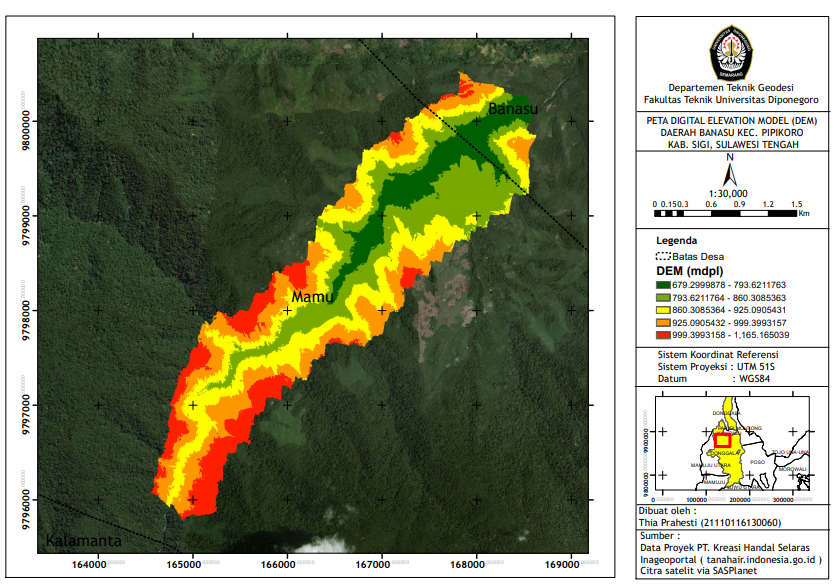 Banasu
Mamu
Kalamanta
9800000
9799000
9798000
9797000
9796000
164000
165000
166000
167000
168000
169000
SEMARANG
Departemen Teknik Geodesi
Fakultas Teknik Universitas Diponegoro
PETA DIGITAL ELEVATION MODEL (DEM)
DAERAH BANASU KEC. PIPIKORO
KAB. SIGI, SULAWESI TENGAH
N
1:30,000
0 0.150.3 0.6 0.9 1.2 1.5
Km
Legenda
Batas Desa
DEM (mdpl)
679.2999878 - 793.6211763
793.6211764 - 860.3085363
860.3085364 - 925.0905431
925.0905432 - 999.3993157
999.3993158 - 1,165.165039
Sistem Koordinat Referensi
Sistem Proyeksi : UTM 51S
Datum : WGS84
DONGGALA
DONGGALA
TOJO UNA-UNA
POSO
MOROWALI
MAMUJU UTARA
MAMUJU
9900000
9800000
0 100000 200000 300000
Dibuat oleh :
Thia Prahesti (21110116130060)
Sumber :
Data Proyek PT. Kreasi Handal Selaras
Inageoportal ( tanahair.indonesia.go.id )
Citra satelit via SASPlanet